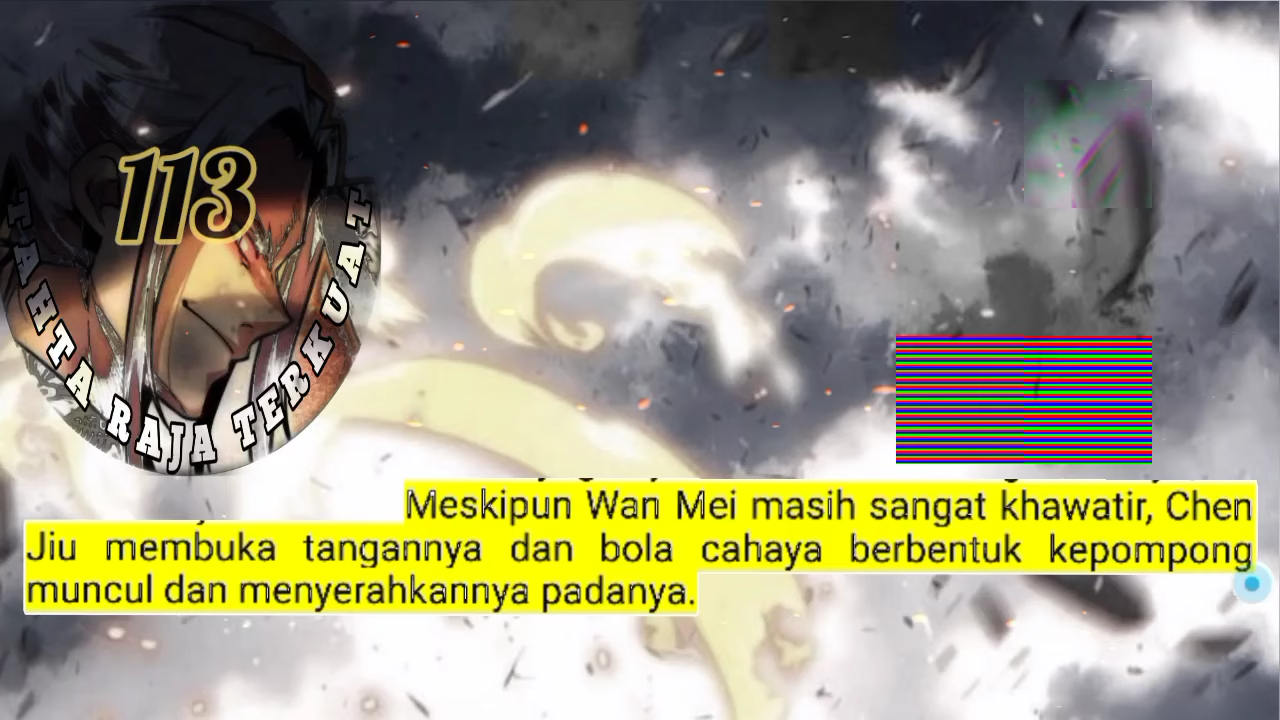 113
TAHTA RAJA TERKUAT
Meskipun Wan Mei masih sangat khawatir, Chen
Jiu membuka tangannya dan bola cahaya berbentuk kepompong
muncul dan menyerahkannya padanya.